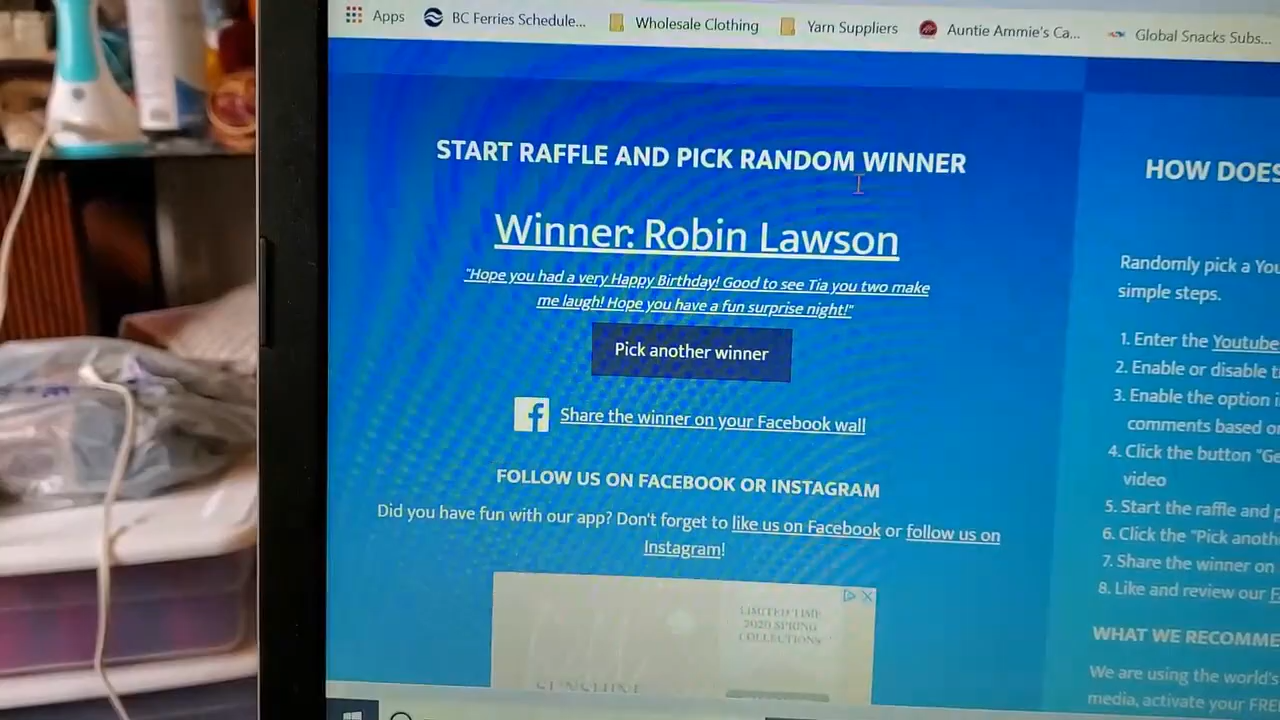 Apps BC Ferries Schedule... Wholesale Clothing Yarn Suppliers Auntie Ammie's Ca... Global Snacks Subs...
START RAFFLE AND PICK RANDOM WINNER
Winner: Robin Lawson
"Hope you had a very Happy Birthday! Good to see Tia you two make
me laugh! Hope you have a fun surprise night!"
Pick another winner
Share the winner on your Facebook wall
FOLLOW US ON FACEBOOK OR INSTAGRAM
Did you have fun with our app? Don't forget to like us on Facebook or follow us on
Instagram!
LIMITED TIME
2020 SPRING
COLLECTIONS
SUNSHINE
HOW DOES
Randomly pick a You
simple steps.
1. Enter the Youtube
2. Enable or disable t
3. Enable the option i
comments based o
4. Click the button "Ge
video
5. Start the raffle and p
6. Click the "Pick anoth
7. Share the winner on
8. Like and review our F
WHAT WE RECOMME
We are using the world's
media, activate your FRE